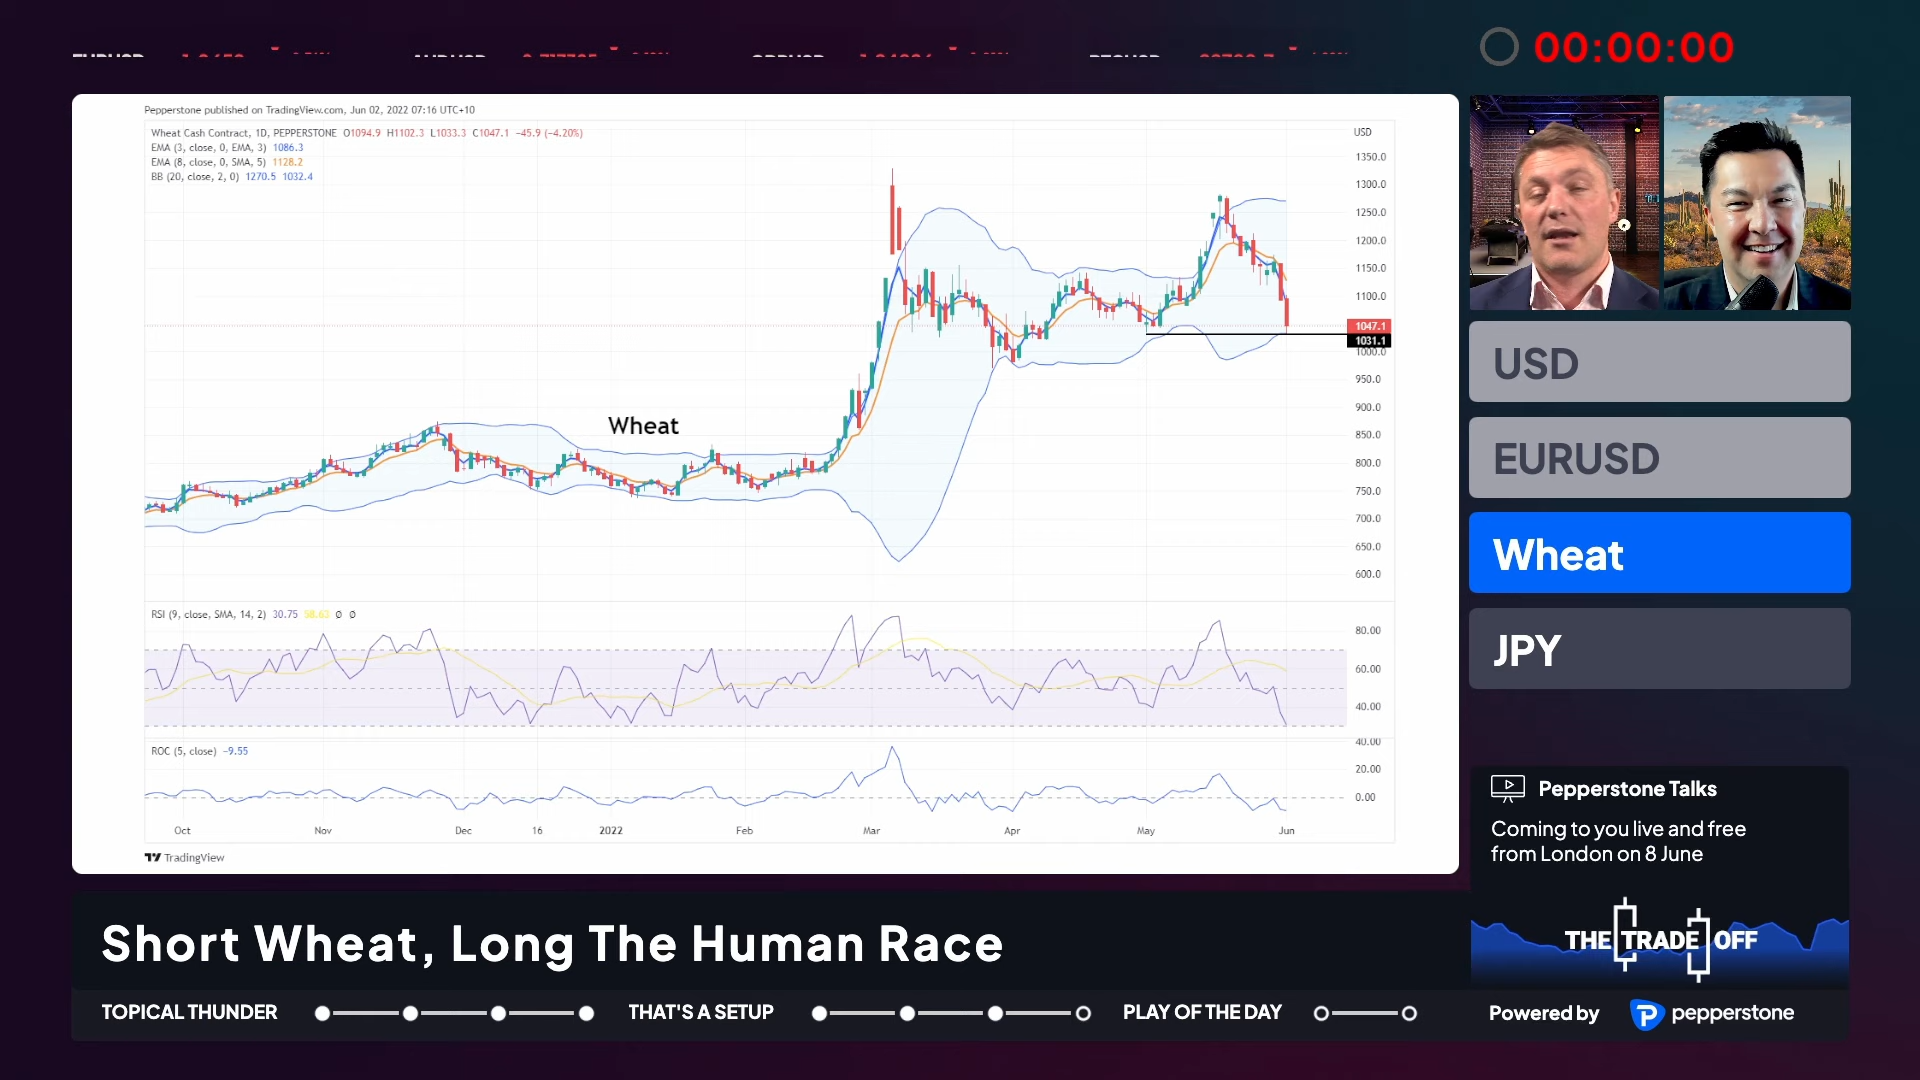 00:00:00
Pepperstone published on TradingView.com, Jun 02, 2022 07:16 UTC+10
Wheat Cash Contract, 1D, PEPPERSTONE O1094.9 H1102.3 L1033.3 C1047.1 −45.9 (−4.20%)
EMA (3, close, 0, EMA, 3) 1086.3
EMA (8, close, 0, SMA, 5) 1128.2
BB (20, close, 2, 0) 1270.5 1032.4
USD
1350.0
1300.0
1250.0
1200.0
1150.0
1100.0
1047.1
1031.1
1000.0
950.0
900.0
850.0
800.0
750.0
700.0
650.0
600.0
Wheat
RSI (9, close, SMA, 14, 2) 30.75 58.63 Ø Ø
80.00
60.00
40.00
ROC (5, close) −9.55
40.00
20.00
0.00
Oct Nov Dec 16 2022 Feb Mar Apr May Jun
TradingView
USD
EURUSD
Wheat
JPY
Pepperstone Talks
Coming to you live and free
from London on 8 June
THE TRADE OFF
Short Wheat, Long The Human Race
TOPICAL THUNDER THAT'S A SETUP PLAY OF THE DAY
Powered by pepperstone